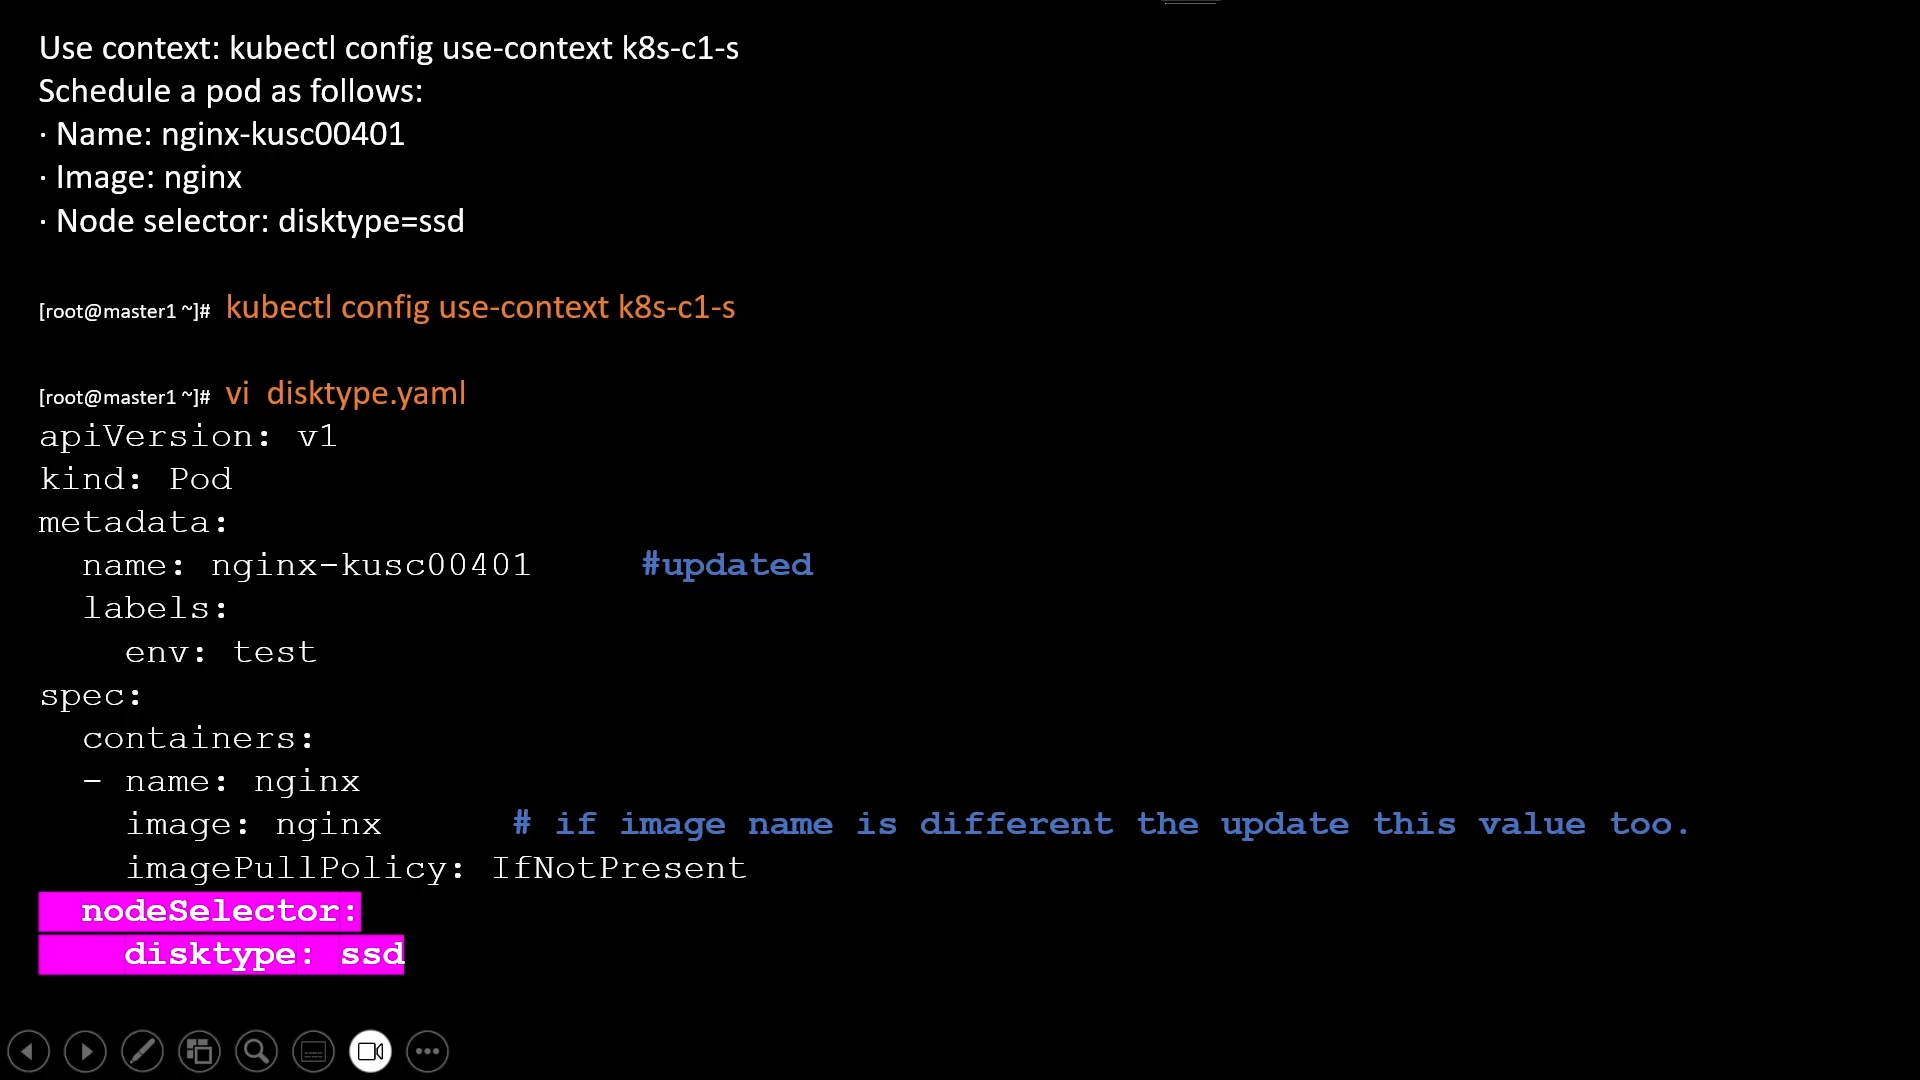 Use context: kubectl config use-context k8s-c1-s
Schedule a pod as follows:
· Name: nginx-kusc00401
· Image: nginx
· Node selector: disktype=ssd
[root@master1 ~]# kubectl config use-context k8s-c1-s
[root@master1 ~]# vi disktype.yaml
apiVersion: v1
kind: Pod
metadata:
  name: nginx-kusc00401 #updated
  labels:
    env: test
spec:
  containers:
  - name: nginx
    image: nginx # if image name is different the update this value too.
    imagePullPolicy: IfNotPresent
  nodeSelector:
    disktype: ssd